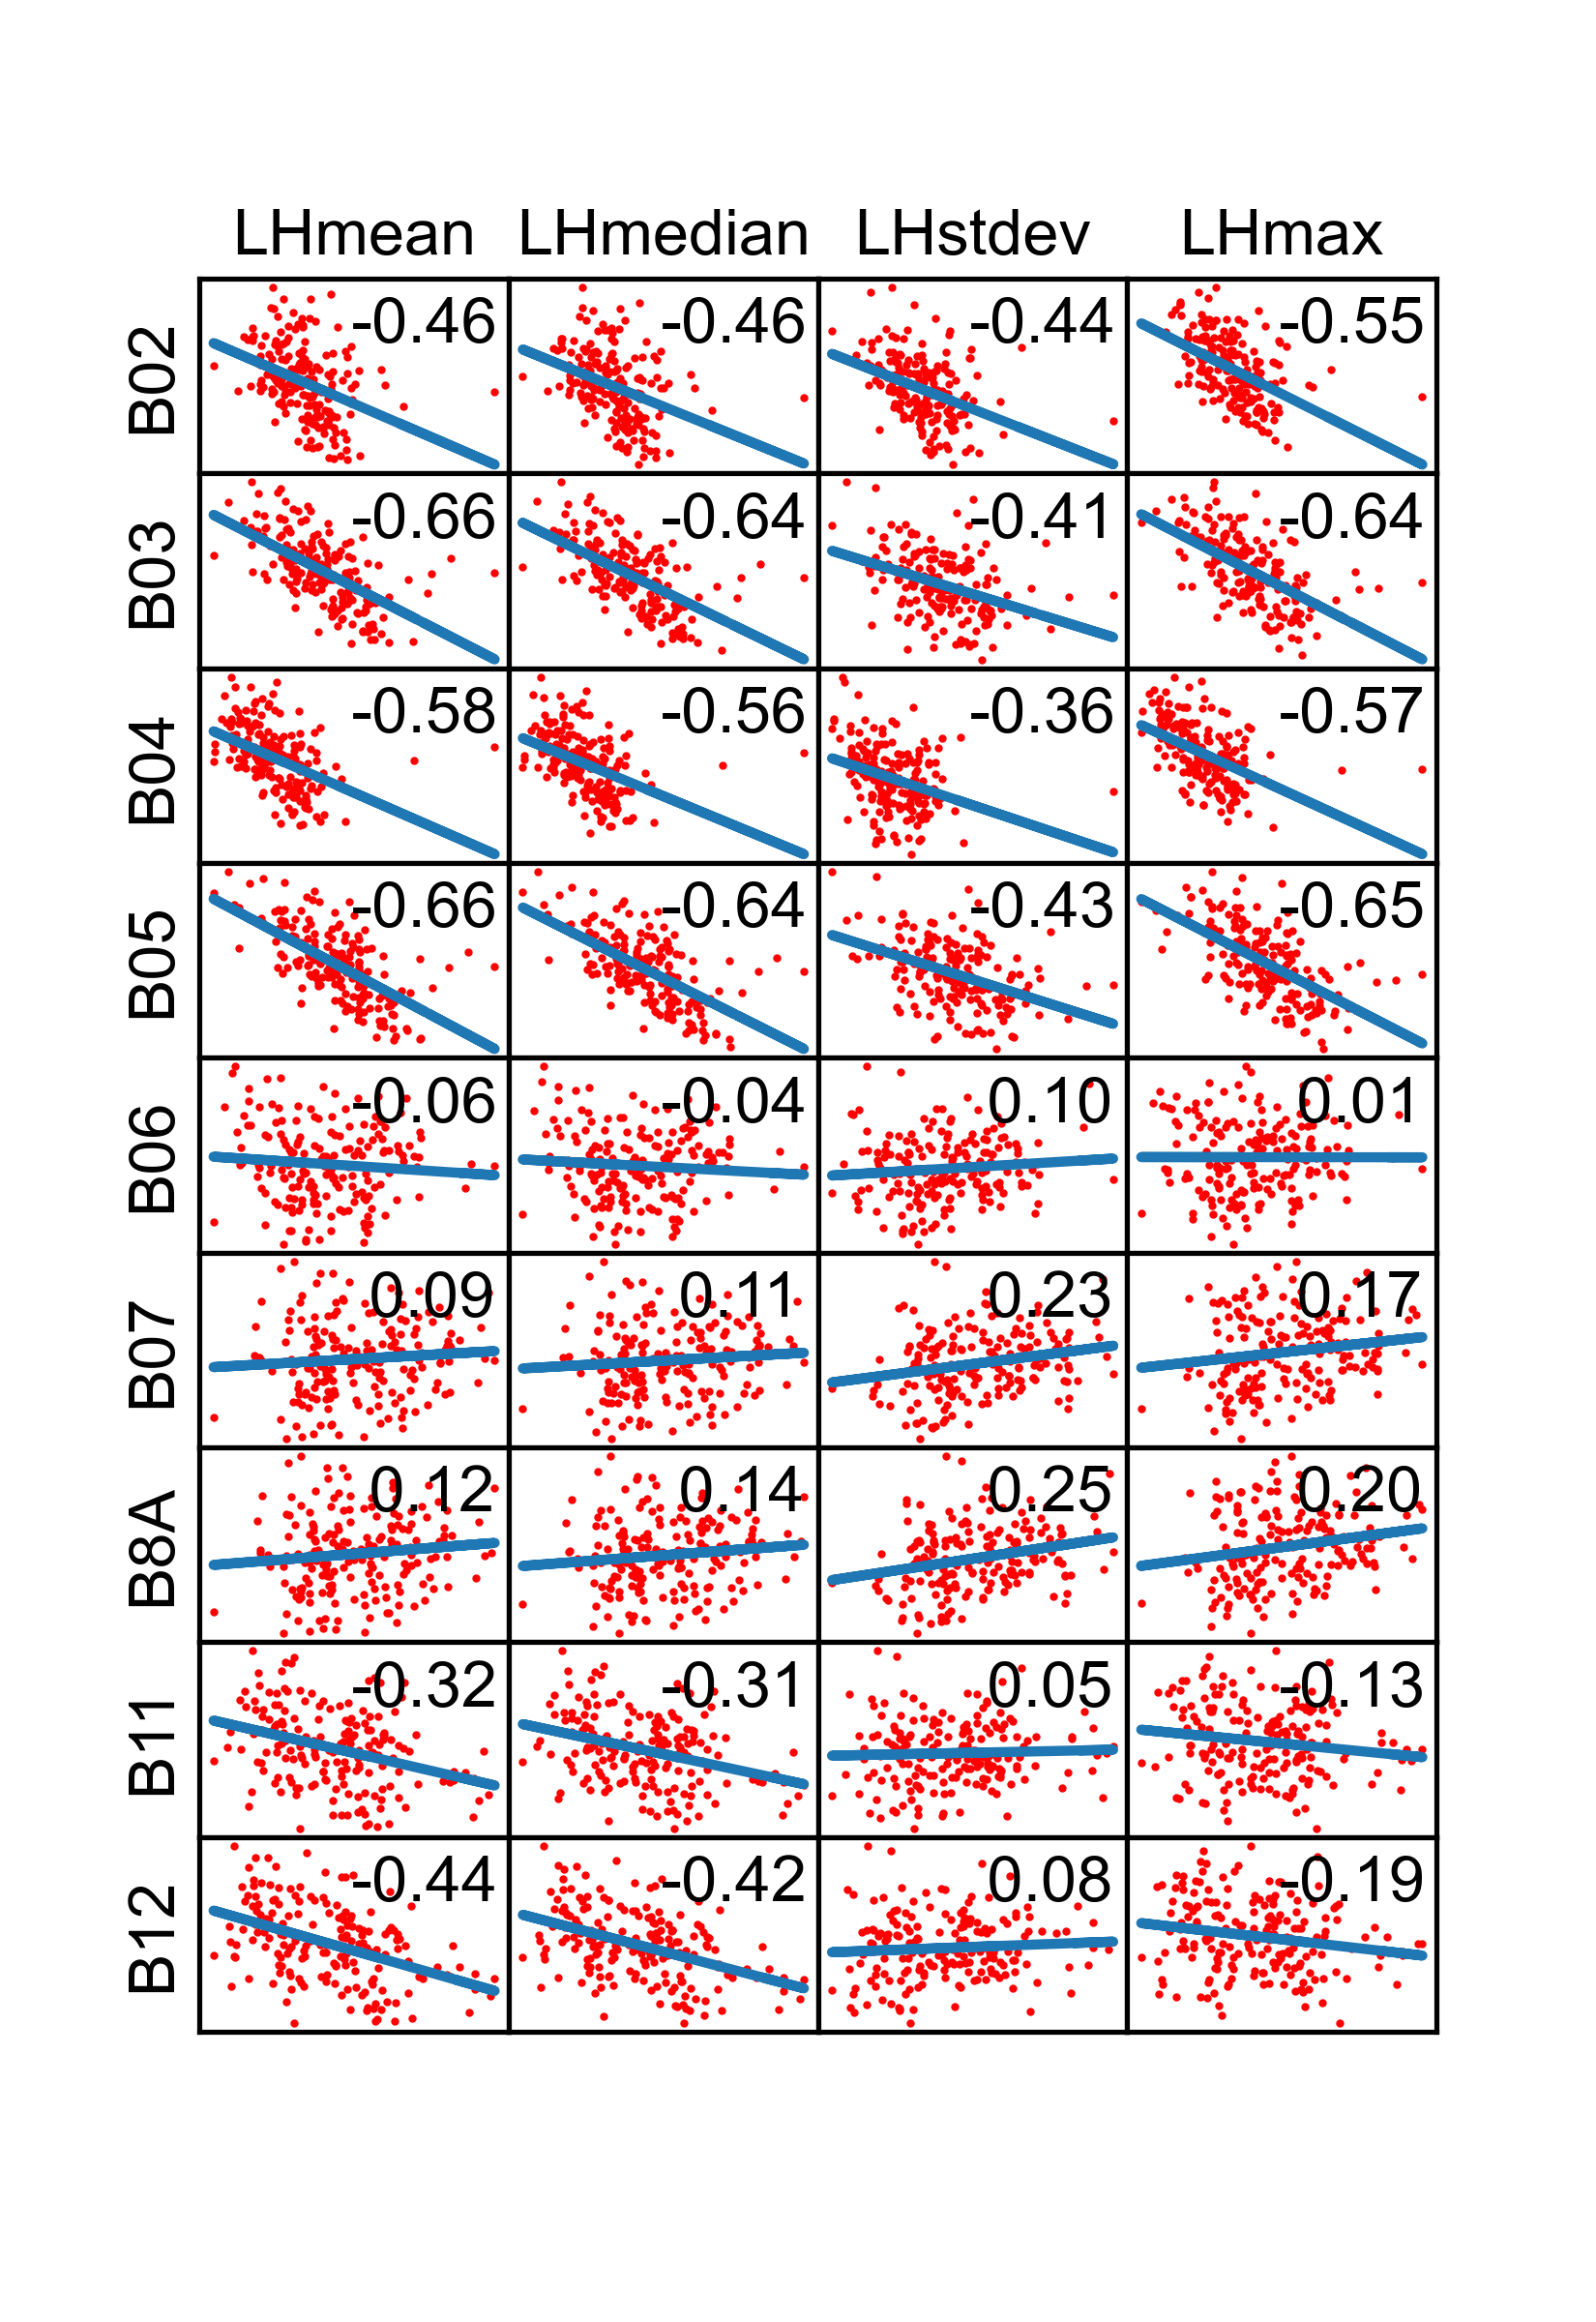 LHmean LHmedian LHstdev LHmax
B02 -0.46 -0.46 -0.44 -0.55
B03 -0.66 -0.64 -0.41 -0.64
B04 -0.58 -0.56 -0.36 -0.57
B05 -0.66 -0.64 -0.43 -0.65
B06 -0.06 -0.04 0.10 0.01
B07 0.09 0.11 0.23 0.17
B8A 0.12 0.14 0.25 0.20
B11 -0.32 -0.31 0.05 -0.13
B12 -0.44 -0.42 0.08 -0.19